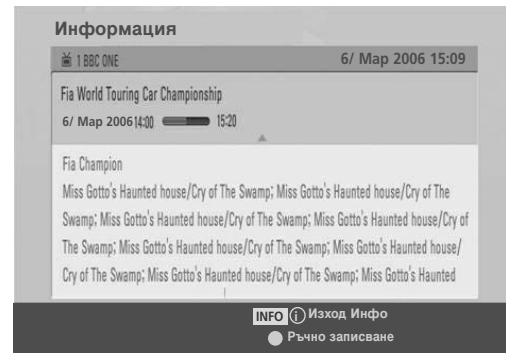 Информация
1 BBC ONE 6/ Мар 2006 15:09
Fia World Touring Car Championship
6/ Мар 2006 14:00 15:20
Fia Champion
Miss Gotto's Haunted house/Cry of The Swamp; Miss Gotto's Haunted house/Cry of The
Swamp; Miss Gotto's Haunted house/Cry of The Swamp; Miss Gotto's Haunted house/Cry of
The Swamp; Miss Gotto's Haunted house/Cry of The Swamp; Miss Gotto's Haunted house/
Cry of The Swamp; Miss Gotto's Haunted house/Cry of The Swamp; Miss Gotto's Haunted
INFO i Изход Инфо
Ръчно записване